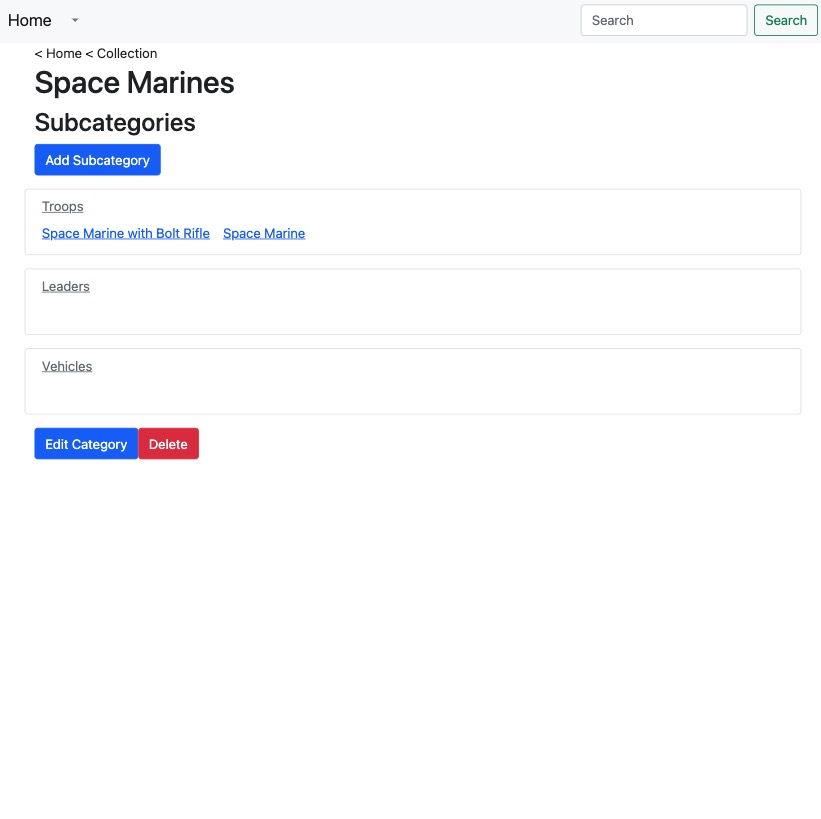 Home Search Search
< Home < Collection
Space Marines
Subcategories
Add Subcategory
Troops
Space Marine with Bolt Rifle Space Marine
Leaders
Vehicles
Edit Category Delete